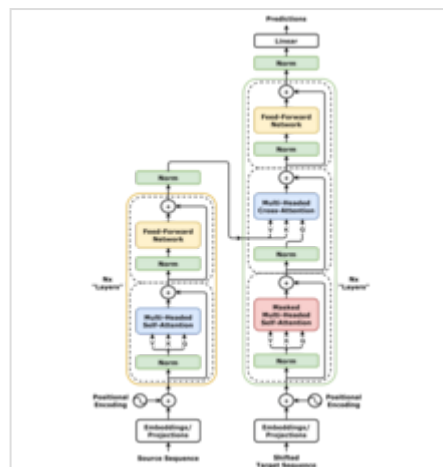 Predictions
Linear
Norm
Feed-Forward
Network
Norm
Multi-Headed
Cross-Attention
V K Q
Norm
Masked
Multi-Headed
Self-Attention
V K Q
Norm
Nx
"Layers"
Positional
Encoding
Embeddings/
Projections
Shifted
Target Sequence
Norm
Feed-Forward
Network
Norm
Multi-Headed
Self-Attention
V K Q
Norm
Nx
"Layers"
Positional
Encoding
Embeddings/
Projections
Source Sequence